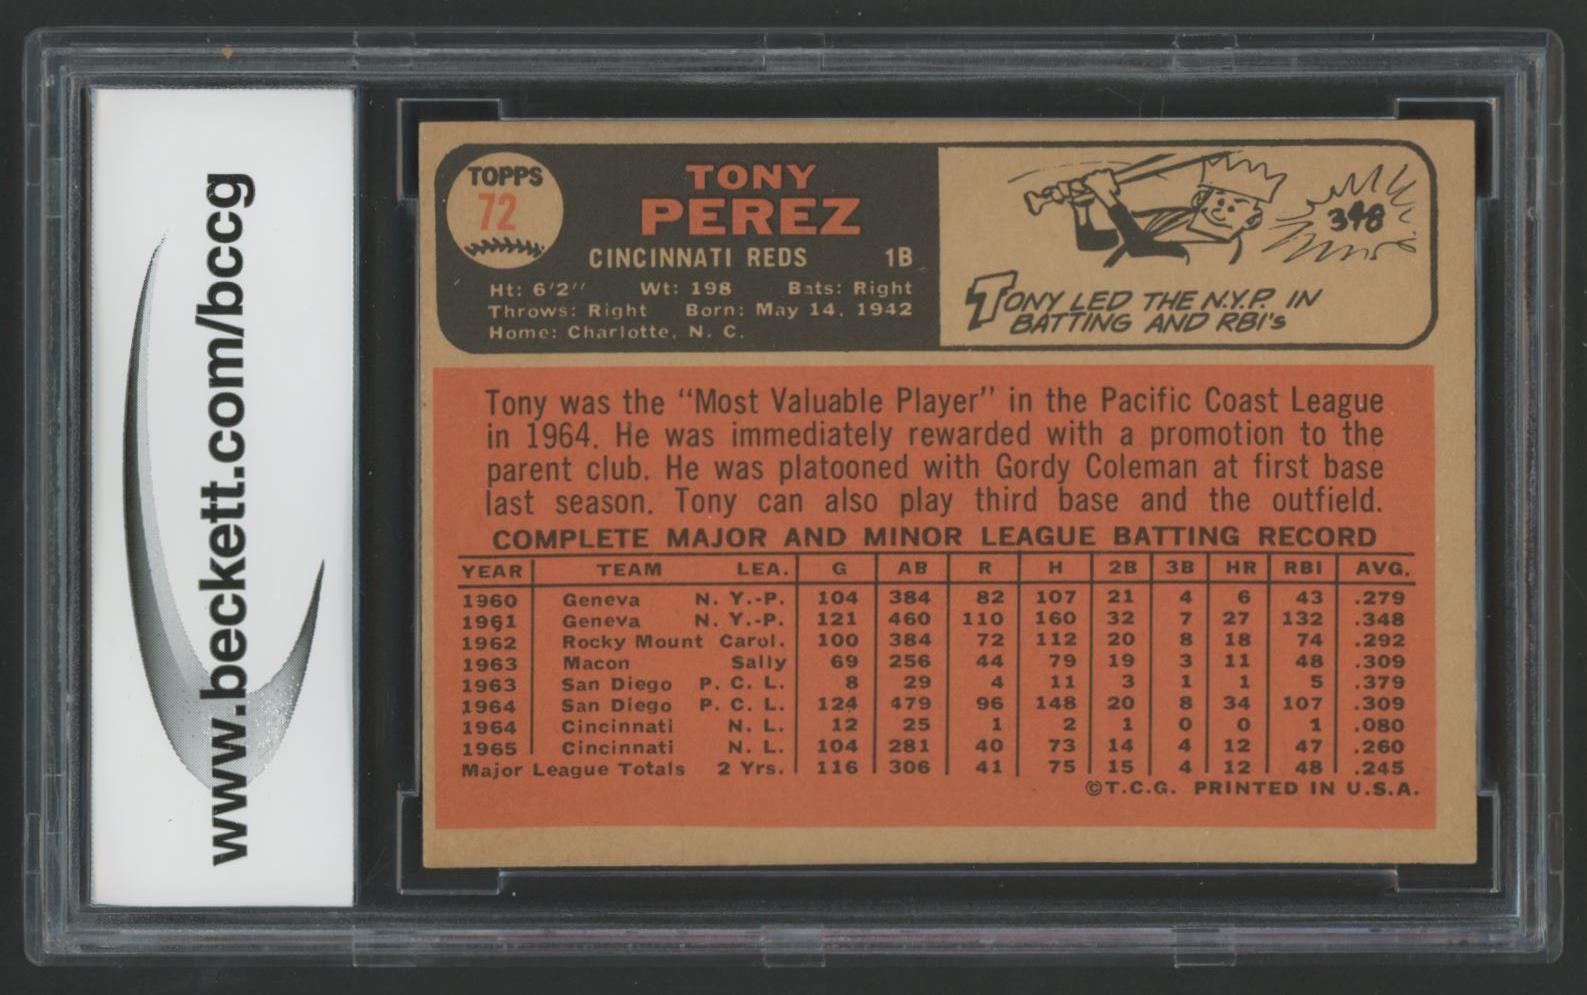 www.beckett.com/bccg
TOPPS
72
TONY
PEREZ
CINCINNATI REDS 1B
Ht: 6'2" Wt: 198 Bats: Right
Throws: Right Born: May 14, 1942
Home: Charlotte, N. C.
348
TONY LED THE N.Y.P. IN
BATTING AND RBI's
Tony was the "Most Valuable Player" in the Pacific Coast League
in 1964. He was immediately rewarded with a promotion to the
parent club. He was platooned with Gordy Coleman at first base
last season. Tony can also play third base and the outfield.
COMPLETE MAJOR AND MINOR LEAGUE BATTING RECORD
YEAR TEAM LEA. G AB R H 2B 3B HR RBI AVG.
1960 Geneva N. Y.-P. 104 384 82 107 21 4 6 43 .279
1961 Geneva N. Y.-P. 121 460 110 160 32 7 27 132 .348
1962 Rocky Mount Carol. 100 384 72 112 20 8 18 74 .292
1963 Macon Sally 69 256 44 79 19 3 11 48 .309
1963 San Diego P. C. L. 8 29 4 11 3 1 1 5 .379
1964 San Diego P. C. L. 124 479 96 148 20 8 34 107 .309
1964 Cincinnati N. L. 12 25 1 2 1 0 0 1 .080
1965 Cincinnati N. L. 104 281 40 73 14 4 12 47 .260
Major League Totals 2 Yrs. 116 306 41 75 15 4 12 48 .245
©T.C.G. PRINTED IN U.S.A.